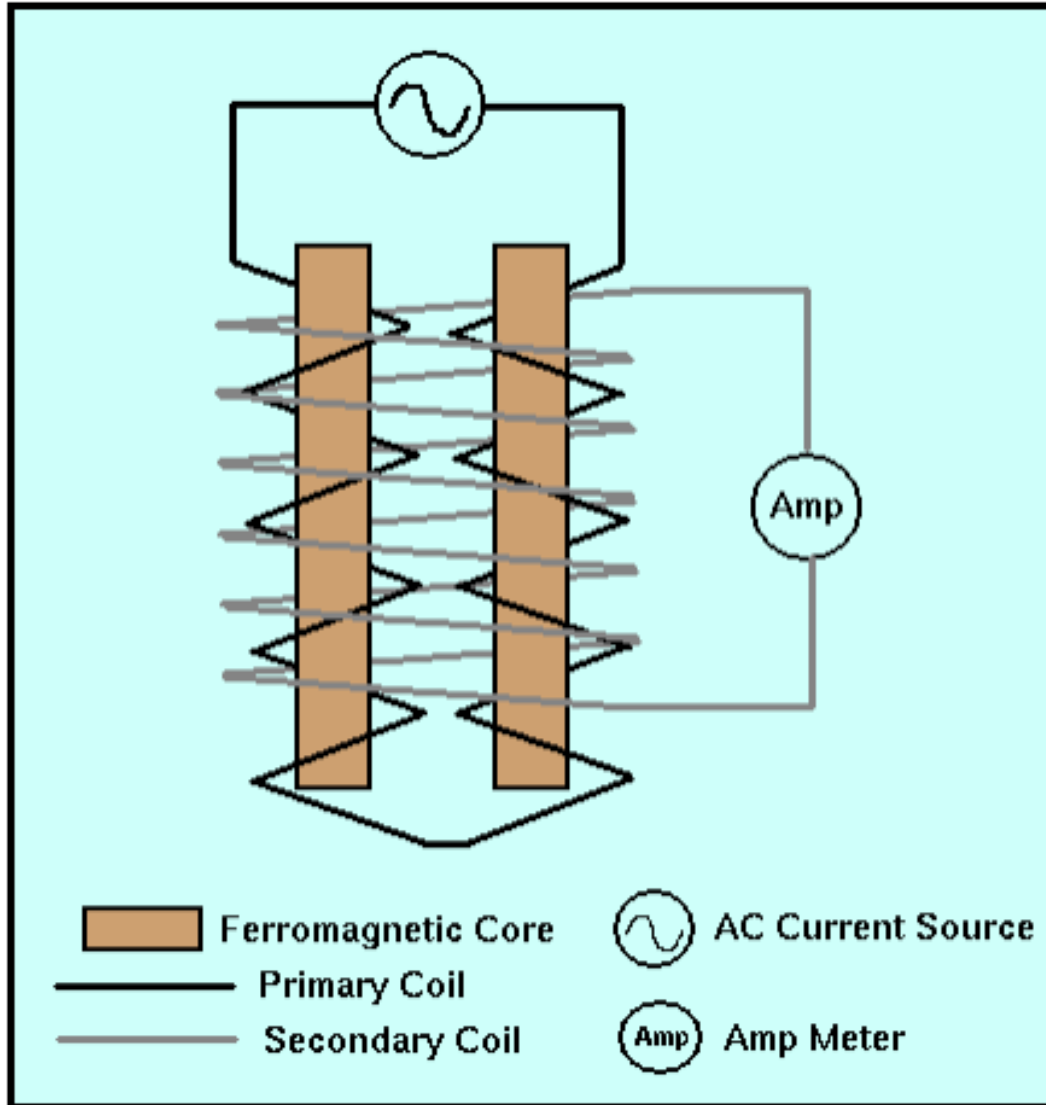 Amp
Ferromagnetic Core
AC Current Source
Primary Coil
Secondary Coil
Amp
Amp Meter